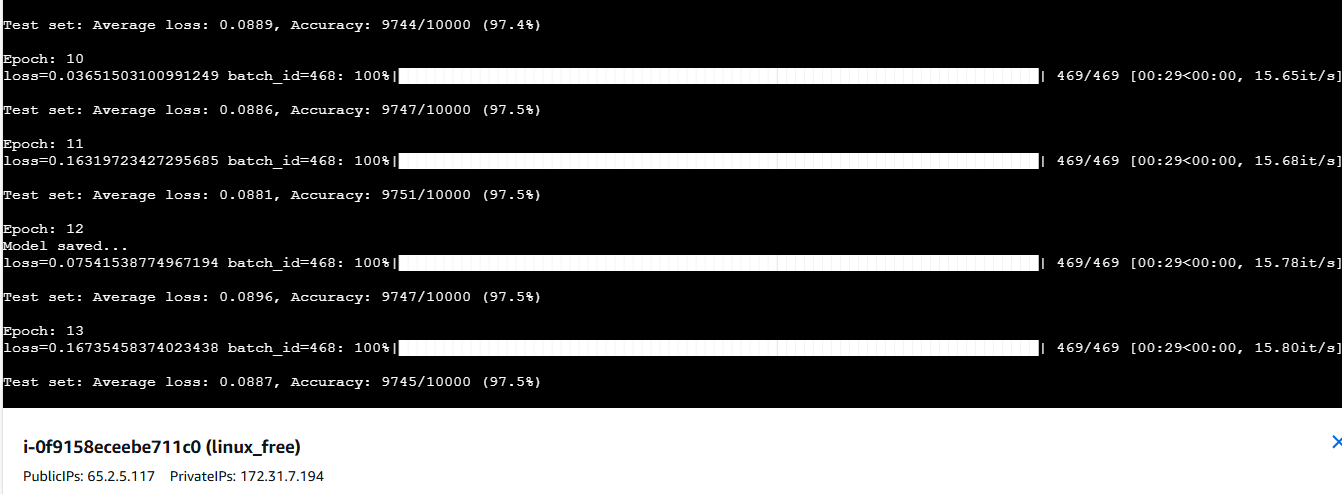 Test set: Average loss: 0.0889, Accuracy: 9744/10000 (97.4%)
Epoch: 10
loss=0.03651503100991249 batch_id=468: 100%| | 469/469 [00:29<00:00, 15.65it/s]
Test set: Average loss: 0.0886, Accuracy: 9747/10000 (97.5%)
Epoch: 11
loss=0.16319723427295685 batch_id=468: 100%| | 469/469 [00:29<00:00, 15.68it/s]
Test set: Average loss: 0.0881, Accuracy: 9751/10000 (97.5%)
Epoch: 12
Model saved...
loss=0.07541538774967194 batch_id=468: 100%| | 469/469 [00:29<00:00, 15.78it/s]
Test set: Average loss: 0.0896, Accuracy: 9747/10000 (97.5%)
Epoch: 13
loss=0.16735458374023438 batch_id=468: 100%| | 469/469 [00:29<00:00, 15.80it/s]
Test set: Average loss: 0.0887, Accuracy: 9745/10000 (97.5%)
i-0f9158eceebe711c0 (linux_free)
PublicIPs: 65.2.5.117 PrivateIPs: 172.31.7.194